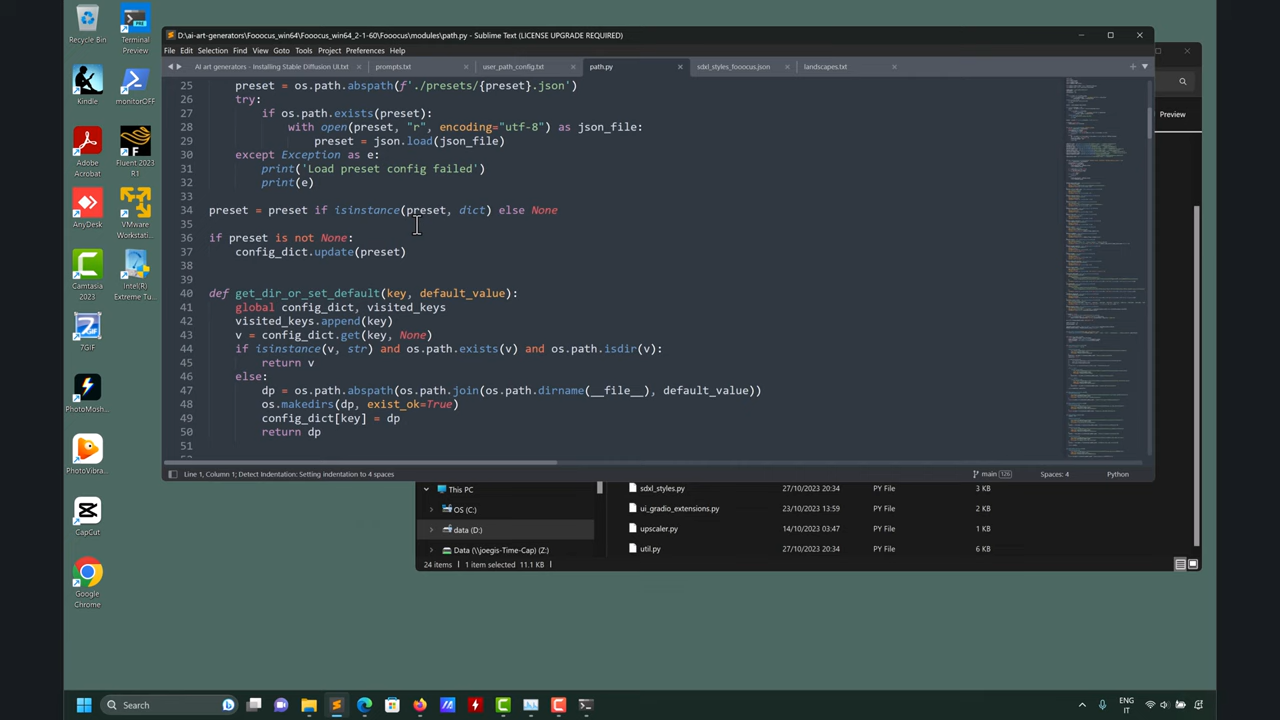 Recycle Bin
Terminal Preview
Kindle
monitorOFF
Adobe Acrobat
Fluent 2023 R1
AnyDesk
VMware Workstati...
Camtasia 2023
Intel(R) Extreme Tu...
7GIF
PhotoMosh...
PhotoVibra...
CapCut
Google Chrome
D:\ai-art-generators\Fooocus_win64\Fooocus_win64_2-1-60\Fooocus\modules\path.py - Sublime Text (LICENSE UPGRADE REQUIRED)
File Edit Selection Find View Goto Tools Project Preferences Help
AI art generators - Installing Stable Diffusion UI.txt
prompts.txt
user_path_config.txt
path.py
sdxl_styles_fooocus.json
landscapes.txt
25 preset = os.path.abspath(f'./presets/{preset}.json')
26 try:
27 if os.path.exists(preset):
28 with open(preset, "r", encoding="utf-8") as json_file:
29 preset = json.load(json_file)
30 except Exception as e:
31 print('Load preset config failed')
32 print(e)
33
34 preset = preset if isinstance(preset, dict) else None
35
36 if preset is not None:
37 config_dict.update(preset)
38
39
40 def get_dir_or_set_default(key, default_value):
41 global config_dict, visited_keys
42 visited_keys.append(key)
43 v = config_dict.get(key, None)
44 if isinstance(v, str) and os.path.exists(v) and os.path.isdir(v):
45 return v
46 else:
47 dp = os.path.abspath(os.path.join(os.path.dirname(__file__), default_value))
48 os.makedirs(dp, exist_ok=True)
49 config_dict[key] = dp
50 return dp
51
Line 1, Column 1; Detect Indentation: Setting indentation to 4 spaces
main 126
Spaces: 4
Python
Preview
This PC
OS (C:)
data (D:)
Data (\\joegis-Time-Cap) (Z:)
sdxl_styles.py 27/10/2023 20:34 PY File 3 KB
ui_gradio_extensions.py 23/10/2023 13:59 PY File 2 KB
upscaler.py 14/10/2023 03:47 PY File 1 KB
util.py 27/10/2023 20:34 PY File 6 KB
24 items 1 item selected 11.1 KB
Search
ENG
IT